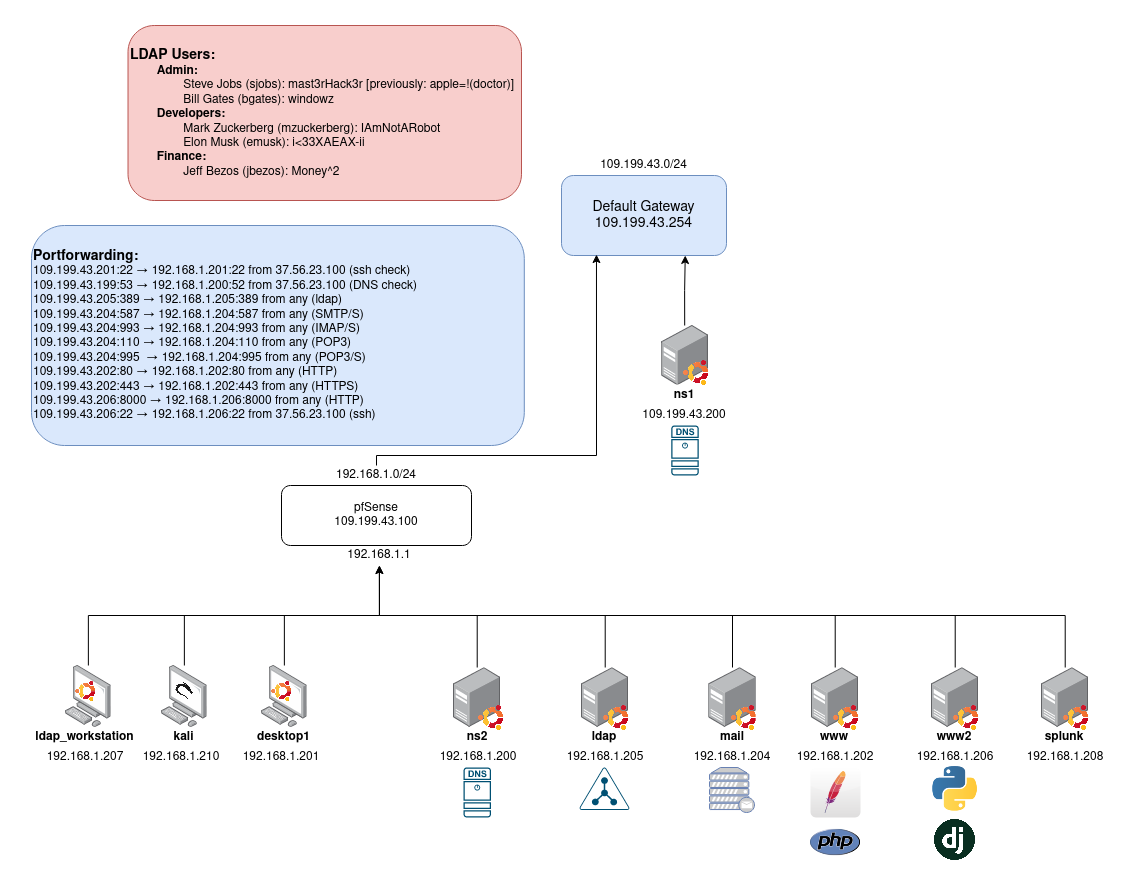 LDAP Users:
Admin:
Steve Jobs (sjobs): mast3rHack3r [previously: apple=!(doctor)]
Bill Gates (bgates): windowz
Developers:
Mark Zuckerberg (mzuckerberg): IAmNotARobot
Elon Musk (emusk): i<33XAEAX-ii
Finance:
Jeff Bezos (jbezos): Money^2
109.199.43.0/24
Default Gateway
109.199.43.254
Portforwarding:
109.199.43.201:22 → 192.168.1.201:22 from 37.56.23.100 (ssh check)
109.199.43.199:53 → 192.168.1.200:52 from 37.56.23.100 (DNS check)
109.199.43.205:389 → 192.168.1.205:389 from any (ldap)
109.199.43.204:587 → 192.168.1.204:587 from any (SMTP/S)
109.199.43.204:993 → 192.168.1.204:993 from any (IMAP/S)
109.199.43.204:110 → 192.168.1.204:110 from any (POP3)
109.199.43.204:995 → 192.168.1.204:995 from any (POP3/S)
109.199.43.202:80 → 192.168.1.202:80 from any (HTTP)
109.199.43.202:443 → 192.168.1.202:443 from any (HTTPS)
109.199.43.206:8000 → 192.168.1.206:8000 from any (HTTP)
109.199.43.206:22 → 192.168.1.206:22 from 37.56.23.100 (ssh)
ns1
109.199.43.200
DNS
192.168.1.0/24
pfSense
109.199.43.100
192.168.1.1
ldap_workstation
192.168.1.207
kali
192.168.1.210
desktop1
192.168.1.201
ns2
192.168.1.200
DNS
ldap
192.168.1.205
mail
192.168.1.204
www
192.168.1.202
php
www2
192.168.1.206
dj
splunk
192.168.1.208